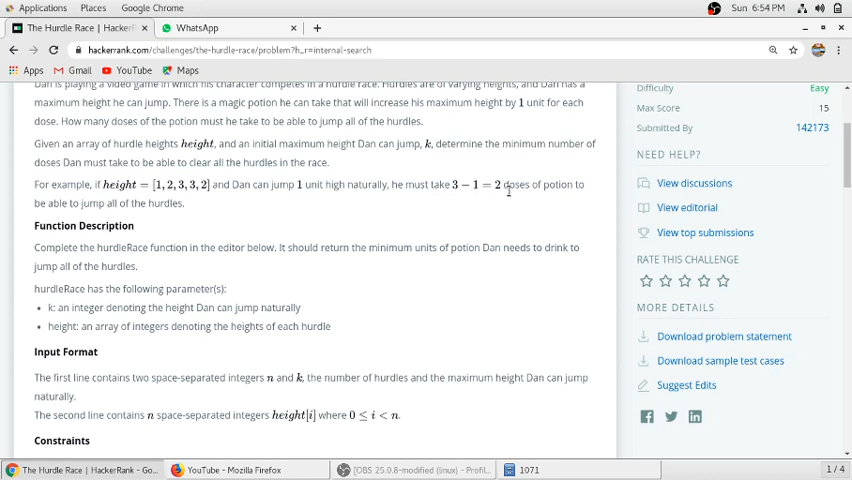 Applications Places Google Chrome Sun 6:54 PM
The Hurdle Race | HackerRank WhatsApp
hackerrank.com/challenges/the-hurdle-race/problem?h_r=internal-search
Apps Gmail YouTube Maps
Dan is playing a video game in which his character competes in a hurdle race. Hurdles are of varying heights, and Dan has a
maximum height he can jump. There is a magic potion he can take that will increase his maximum height by 1 unit for each
dose. How many doses of the potion must he take to be able to jump all of the hurdles.
Given an array of hurdle heights height, and an initial maximum height Dan can jump, k, determine the minimum number of
doses Dan must take to be able to clear all the hurdles in the race.
For example, if height = [1, 2, 3, 3, 2] and Dan can jump 1 unit high naturally, he must take 3 − 1 = 2 doses of potion to
be able to jump all of the hurdles.
Function Description
Complete the hurdleRace function in the editor below. It should return the minimum units of potion Dan needs to drink to
jump all of the hurdles.
hurdleRace has the following parameter(s):
• k: an integer denoting the height Dan can jump naturally
• height: an array of integers denoting the heights of each hurdle
Input Format
The first line contains two space-separated integers n and k, the number of hurdles and the maximum height Dan can jump
naturally.
The second line contains n space-separated integers height[i] where 0 ≤ i < n.
Constraints
Difficulty Easy
Max Score 15
Submitted By 142173
NEED HELP?
View discussions
View editorial
View top submissions
RATE THIS CHALLENGE
MORE DETAILS
Download problem statement
Download sample test cases
Suggest Edits
The Hurdle Race | HackerRank - Go... YouTube - Mozilla Firefox [OBS 25.0.8-modified (linux) - Profil... 1071 1 / 4